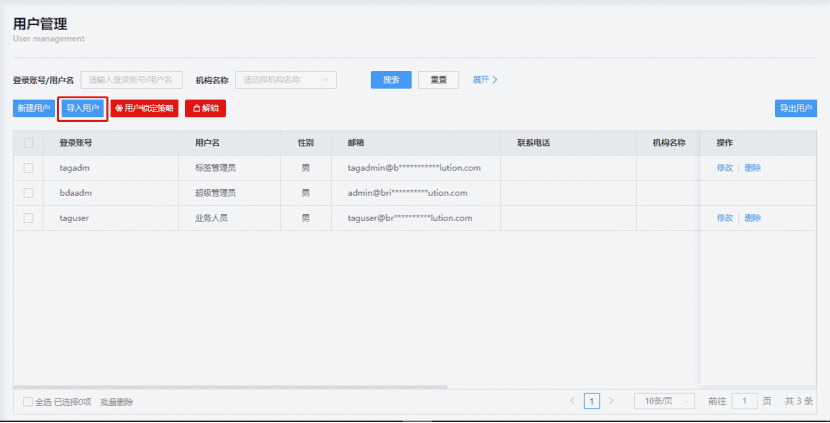 用户管理
User management
登录账号/用户名 请输入登录账号/用户名 机构名称 请选择机构名称 搜索 重置 展开
新建用户 导入用户 用户锁定策略 解锁 导出用户
登录账号 用户名 性别 邮箱 联系电话 机构名称 操作
tagadm 标签管理员 男 tagadmin@b***********lution.com 修改 删除
bdaadm 超级管理员 男 admin@bri**********ution.com
taguser 业务人员 男 taguser@br**********lution.com 修改 删除
全选 已选择0项 批量删除 1 10条/页 前往 1 页 共 3 条